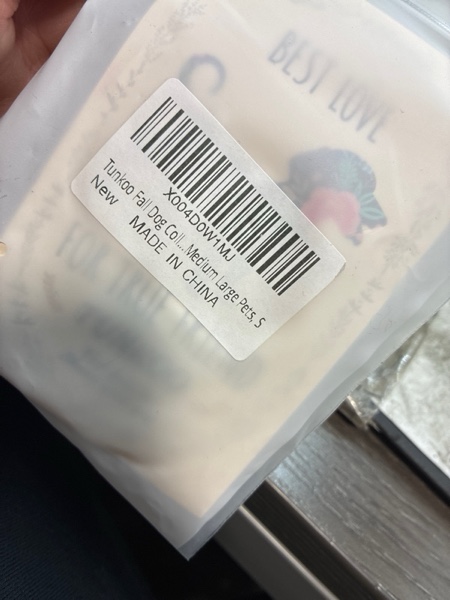 BEST LOVE
X004D0W1MJ
Tunkoo Fall Dog Coll...Medium Large Pets, S
New
MADE IN CHINA